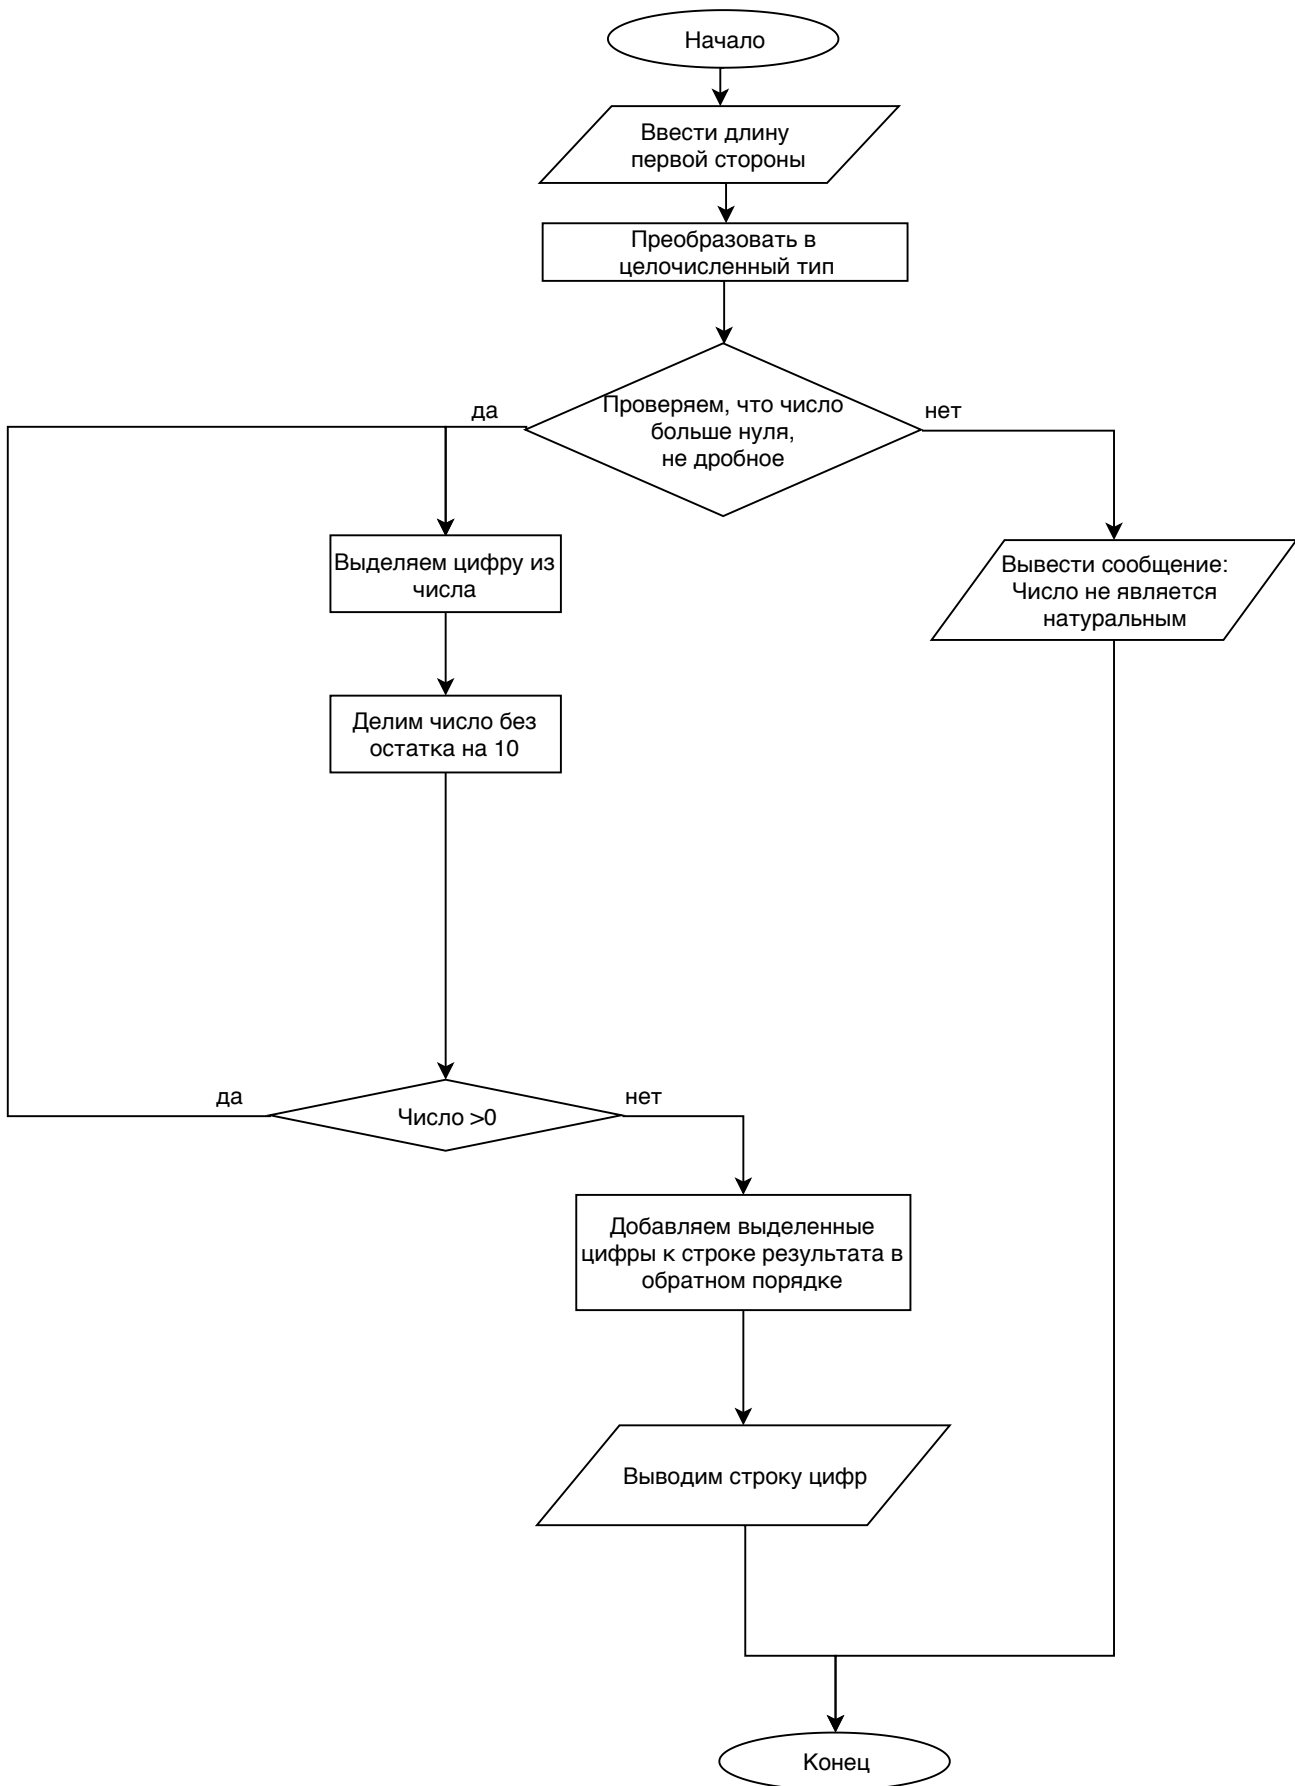 Начало
Ввести длину
первой стороны
Преобразовать в
целочисленный тип
да
Проверяем, что число
больше нуля,
не дробное
нет
Выделяем цифру из
числа
Вывести сообщение:
Число не является
натуральным
Делим число без
остатка на 10
да
Число >0
нет
Добавляем выделенные
цифры к строке результата в
обратном порядке
Выводим строку цифр
Конец